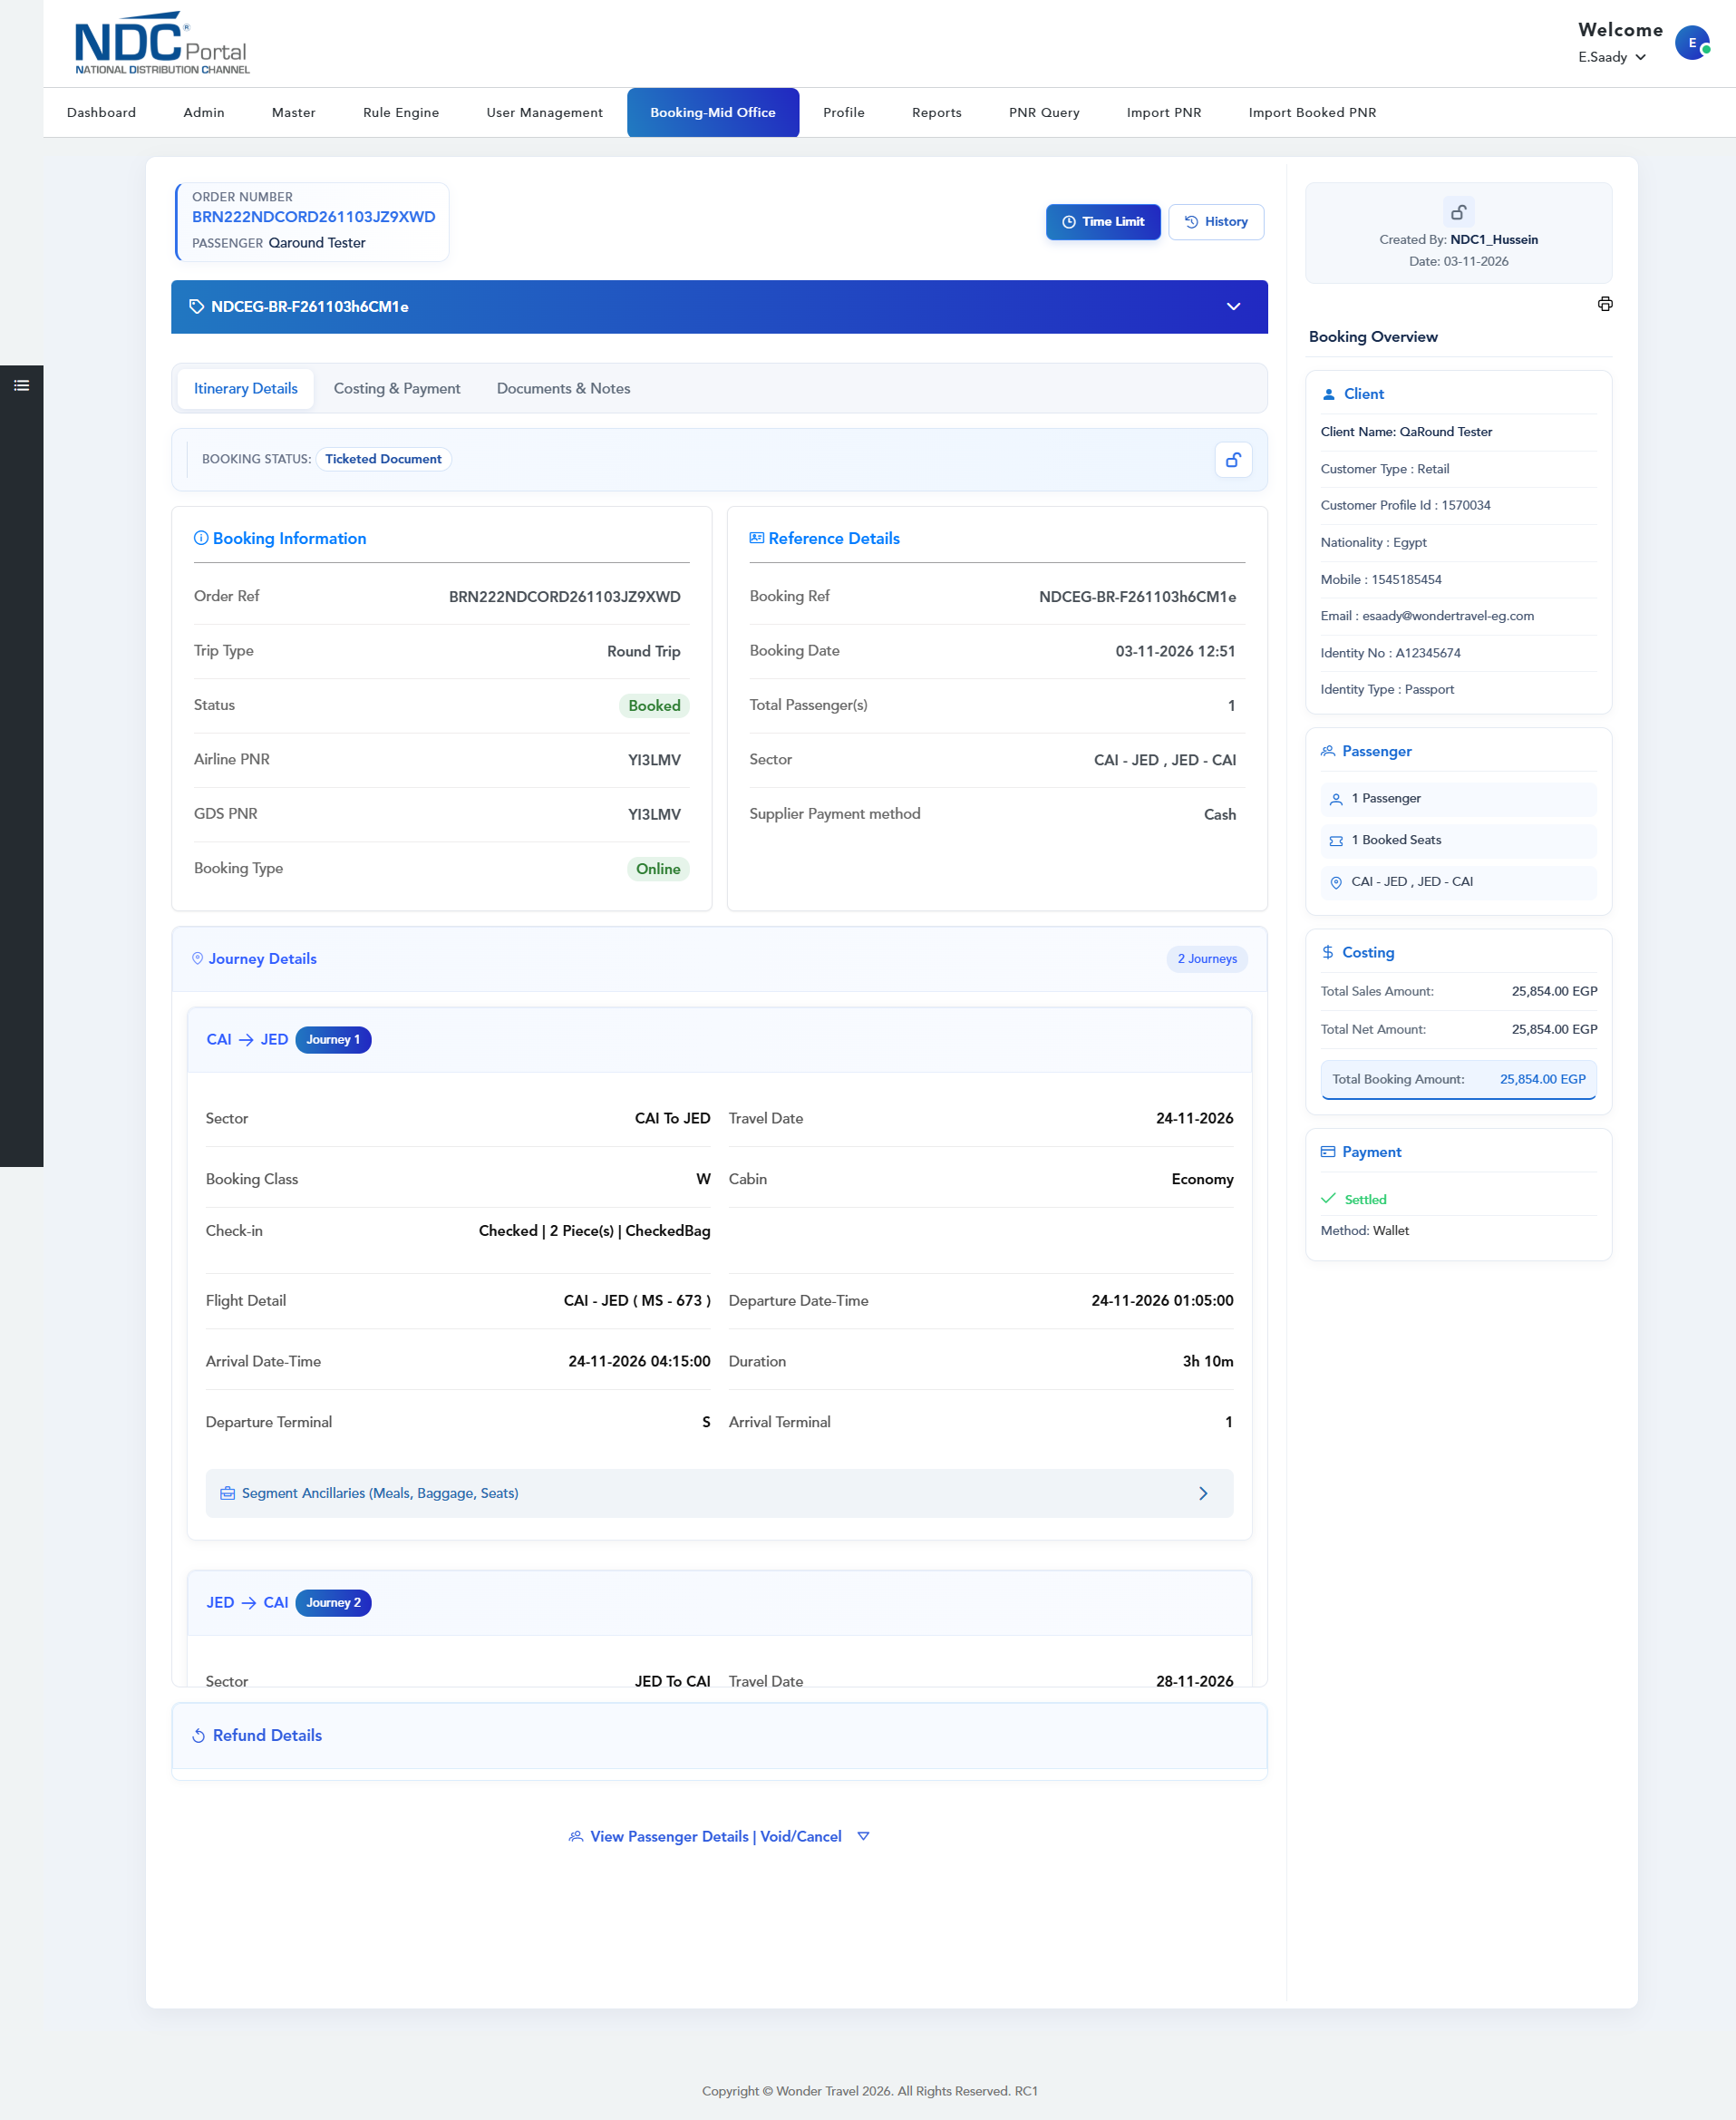 NDC® Portal
NATIONAL DISTRIBUTION CHANNEL
Welcome
E.Saady
E
Dashboard Admin Master Rule Engine User Management Booking-Mid Office Profile Reports PNR Query Import PNR Import Booked PNR
ORDER NUMBER
BRN222NDCORD261103JZ9XWD
PASSENGER Qaround Tester
Time Limit History
NDCEG-BR-F261103h6CM1e
Itinerary Details Costing & Payment Documents & Notes
BOOKING STATUS: Ticketed Document
Booking Information
Order Ref BRN222NDCORD261103JZ9XWD
Trip Type Round Trip
Status Booked
Airline PNR YI3LMV
GDS PNR YI3LMV
Booking Type Online
Reference Details
Booking Ref NDCEG-BR-F261103h6CM1e
Booking Date 03-11-2026 12:51
Total Passenger(s) 1
Sector CAI - JED , JED - CAI
Supplier Payment method Cash
Journey Details 2 Journeys
CAI → JED Journey 1
Sector CAI To JED Travel Date 24-11-2026
Booking Class W Cabin Economy
Check-in Checked | 2 Piece(s) | CheckedBag
Flight Detail CAI - JED ( MS - 673 ) Departure Date-Time 24-11-2026 01:05:00
Arrival Date-Time 24-11-2026 04:15:00 Duration 3h 10m
Departure Terminal S Arrival Terminal 1
Segment Ancillaries (Meals, Baggage, Seats)
JED → CAI Journey 2
Sector JED To CAI Travel Date 28-11-2026
Refund Details
View Passenger Details | Void/Cancel
Created By: NDC1_Hussein
Date: 03-11-2026
Booking Overview
Client
Client Name: QaRound Tester
Customer Type : Retail
Customer Profile Id : 1570034
Nationality : Egypt
Mobile : 1545185454
Email : esaady@wondertravel-eg.com
Identity No : A12345674
Identity Type : Passport
Passenger
1 Passenger
1 Booked Seats
CAI - JED , JED - CAI
Costing
Total Sales Amount: 25,854.00 EGP
Total Net Amount: 25,854.00 EGP
Total Booking Amount: 25,854.00 EGP
Payment
Settled
Method: Wallet
Copyright © Wonder Travel 2026. All Rights Reserved. RC1